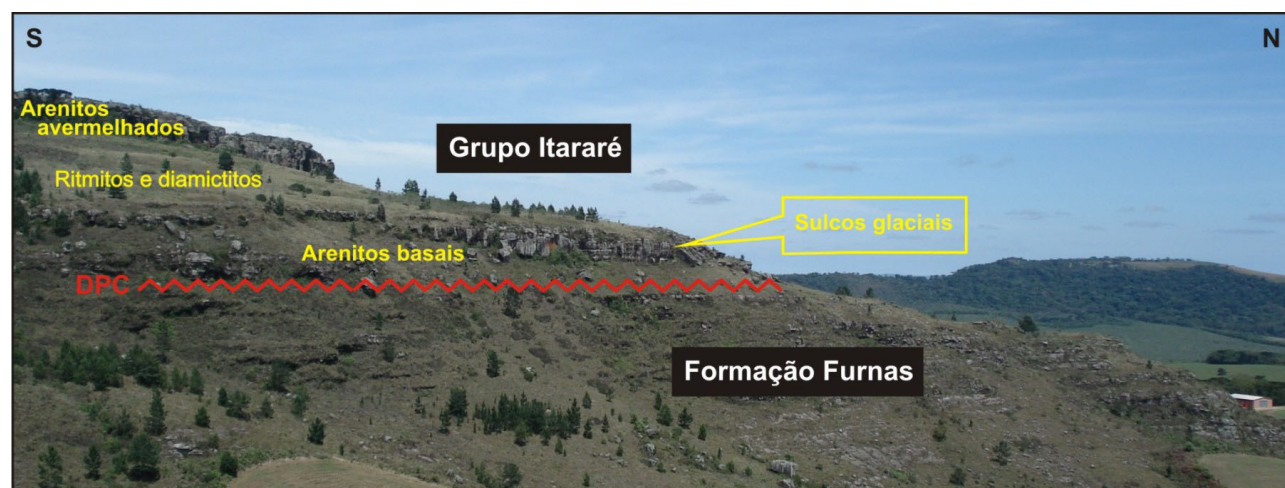 S
N
Arenitos
avermelhados
Grupo Itararé
Ritmitos e diamictitos
Sulcos glaciais
Arenitos basais
DPC
Formação Furnas